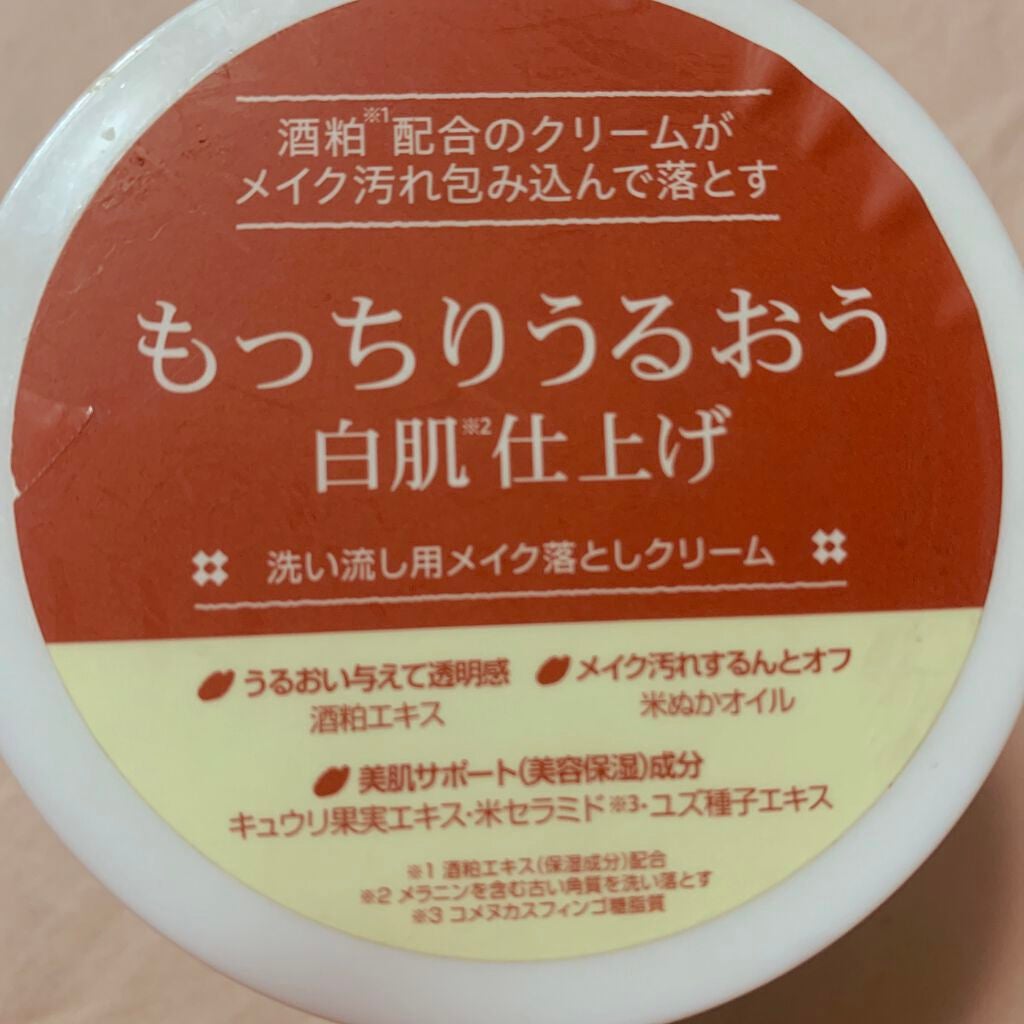 酒粕※1配合のクリームが
メイク汚れ包み込んで落とす
もっちりうるおう
白肌※2仕上げ
洗い流し用メイク落としクリーム
うるおい与えて透明感 メイク汚れするんとオフ
酒粕エキス 米ぬかオイル
美肌サポート(美容保湿)成分
キュウリ果実エキス・米セラミド※3・ユズ種子エキス
※1 酒粕エキス(保湿成分)配合
※2 メラニンを含む古い角質を洗い落とす
※3 コメヌカスフィンゴ糖脂質